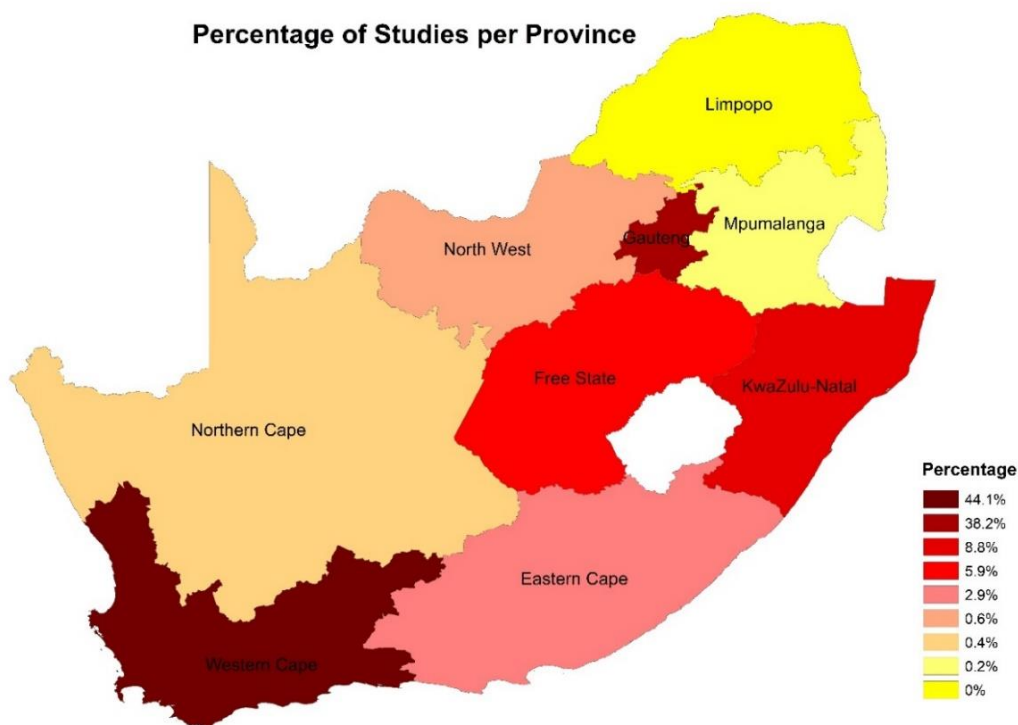 Percentage of Studies per Province
Limpopo
Mpumalanga
Gauteng
North West
Free State
KwaZulu-Natal
Northern Cape
Eastern Cape
Western Cape
Percentage
44.1%
38.2%
8.8%
5.9%
2.9%
0.6%
0.4%
0.2%
0%